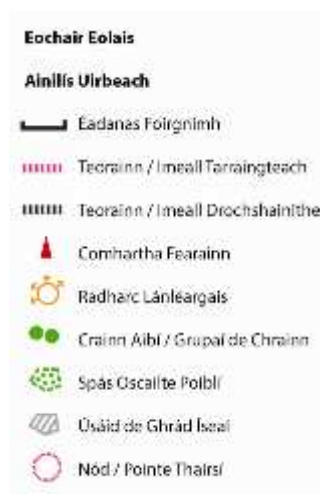 Eochair Eolais
Ainilís Uirbeach
Éadanas Foirgnimh
Teorainn / Imeall Tarraingteach
Teorainn / Imeall Drochshainithe
Comhartha Fearainn
Radharc Lánléargais
Crainn Aibí / Grupaí de Chrainn
Spás Oscailte Poiblí
Úsáid de Ghrád Íseal
Nód / Pointe Thairsí